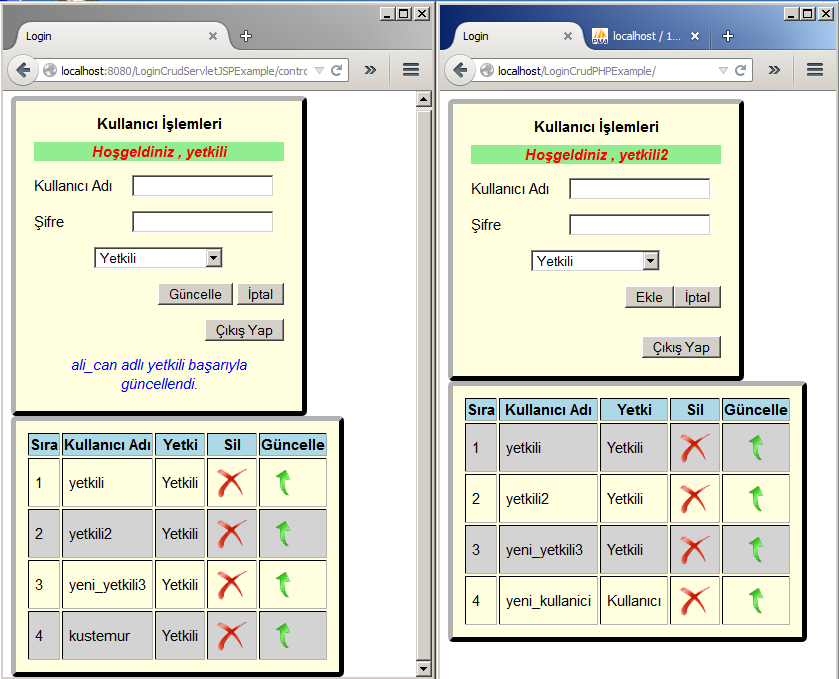 Login
localhost:8080/LoginCrudServletJSPExample/contro
Kullanıcı İşlemleri
Hoşgeldiniz , yetkili
Kullanıcı Adı
Şifre
Yetkili
Güncelle İptal
Çıkış Yap
ali_can adlı yetkili başarıyla
güncellendi.
Sıra Kullanıcı Adı Yetki Sil Güncelle
1 yetkili Yetkili
2 yetkili2 Yetkili
3 yeni_yetkili3 Yetkili
4 kustemur Yetkili
Login
PMA localhost / 1...
localhost/LoginCrudPHPExample/
Kullanıcı İşlemleri
Hoşgeldiniz , yetkili2
Kullanıcı Adı
Şifre
Yetkili
Ekle İptal
Çıkış Yap
Sıra Kullanıcı Adı Yetki Sil Güncelle
1 yetkili Yetkili
2 yetkili2 Yetkili
3 yeni_yetkili3 Yetkili
4 yeni_kullanici Kullanıcı